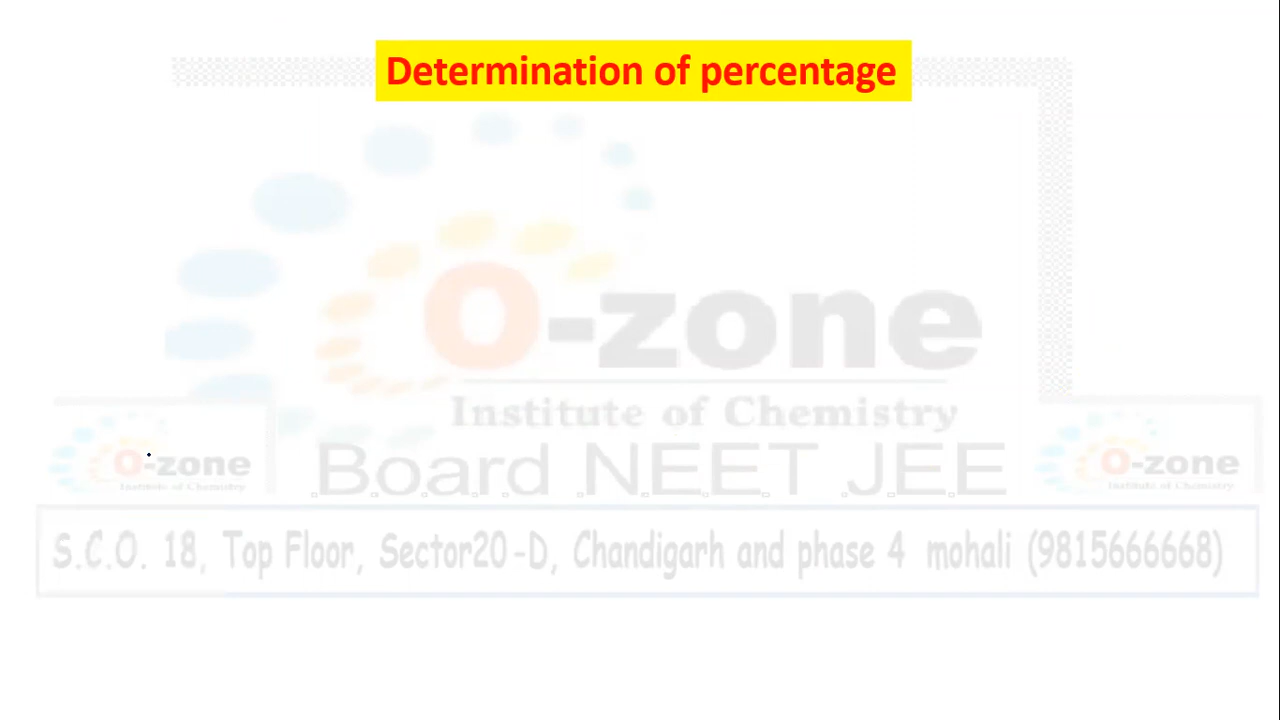 Determination of percentage
O-zone
Institute of Chemistry
Board NEET JEE
O-zone
Institute of Chemistry
O-zone
Institute of Chemistry
S.C.O. 18, Top Floor, Sector20-D, Chandigarh and phase 4 mohali (9815666668)